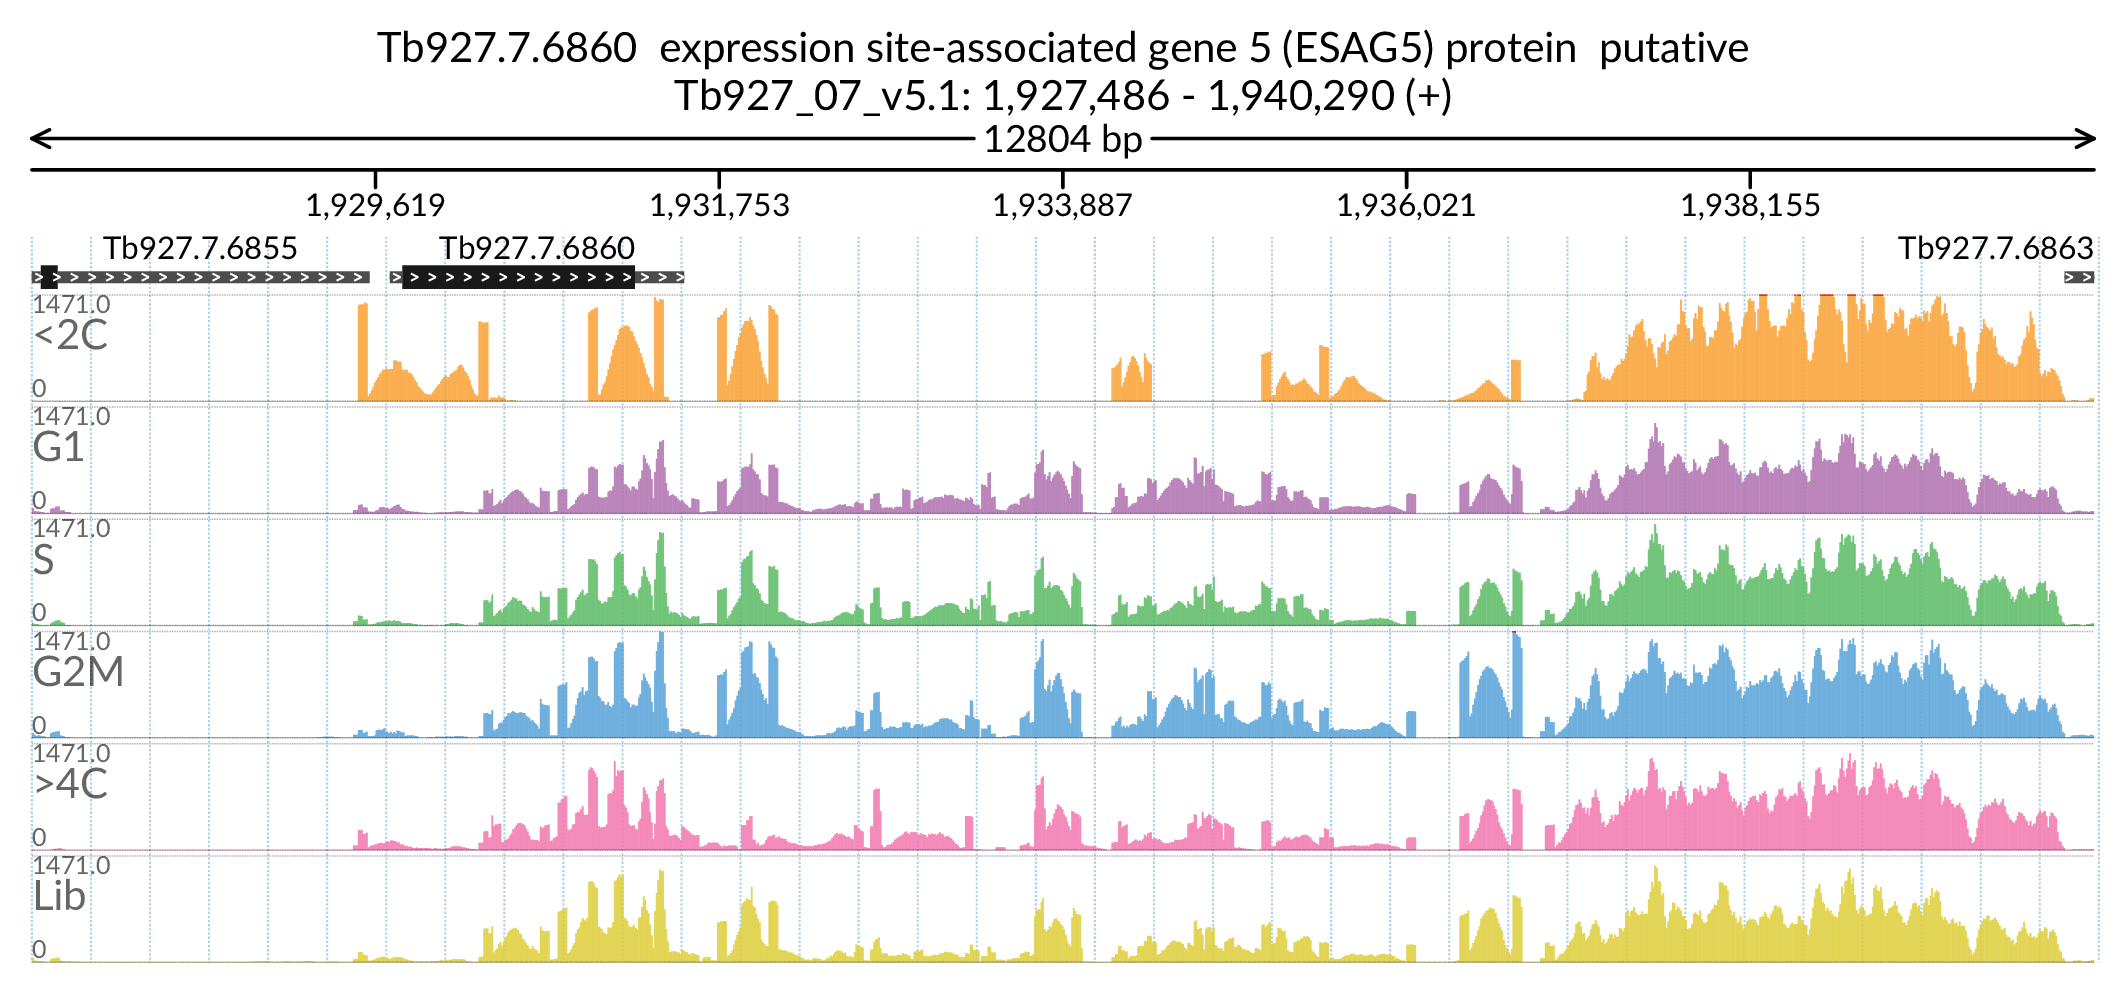 Tb927.7.6860  expression site-associated gene 5 (ESAG5) protein  putative
Tb927_07_v5.1: 1,927,486 - 1,940,290 (+)
12804 bp
1,929,619 1,931,753 1,933,887 1,936,021 1,938,155
Tb927.7.6855 Tb927.7.6860 Tb927.7.6863
1471.0
<2C
0
1471.0
G1
0
1471.0
S
0
1471.0
G2M
0
1471.0
>4C
0
1471.0
Lib
0